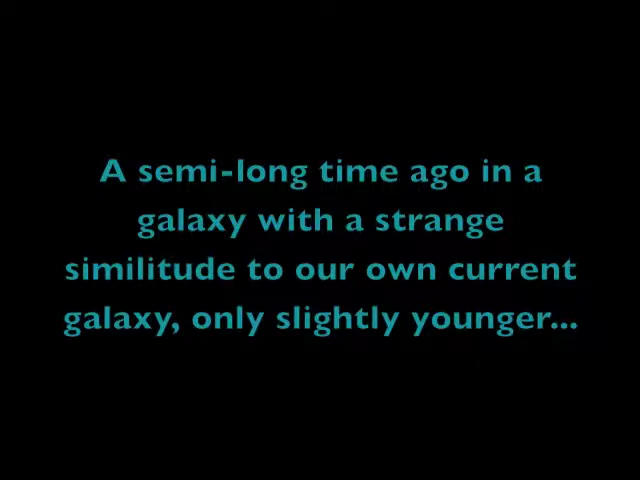 A semi-long time ago in a
galaxy with a strange
similitude to our own current
galaxy, only slightly younger...